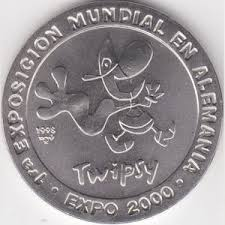 1ra EXPOSICION MUNDIAL EN ALEMANIA
1998
Twipsy
· EXPO 2000 ·